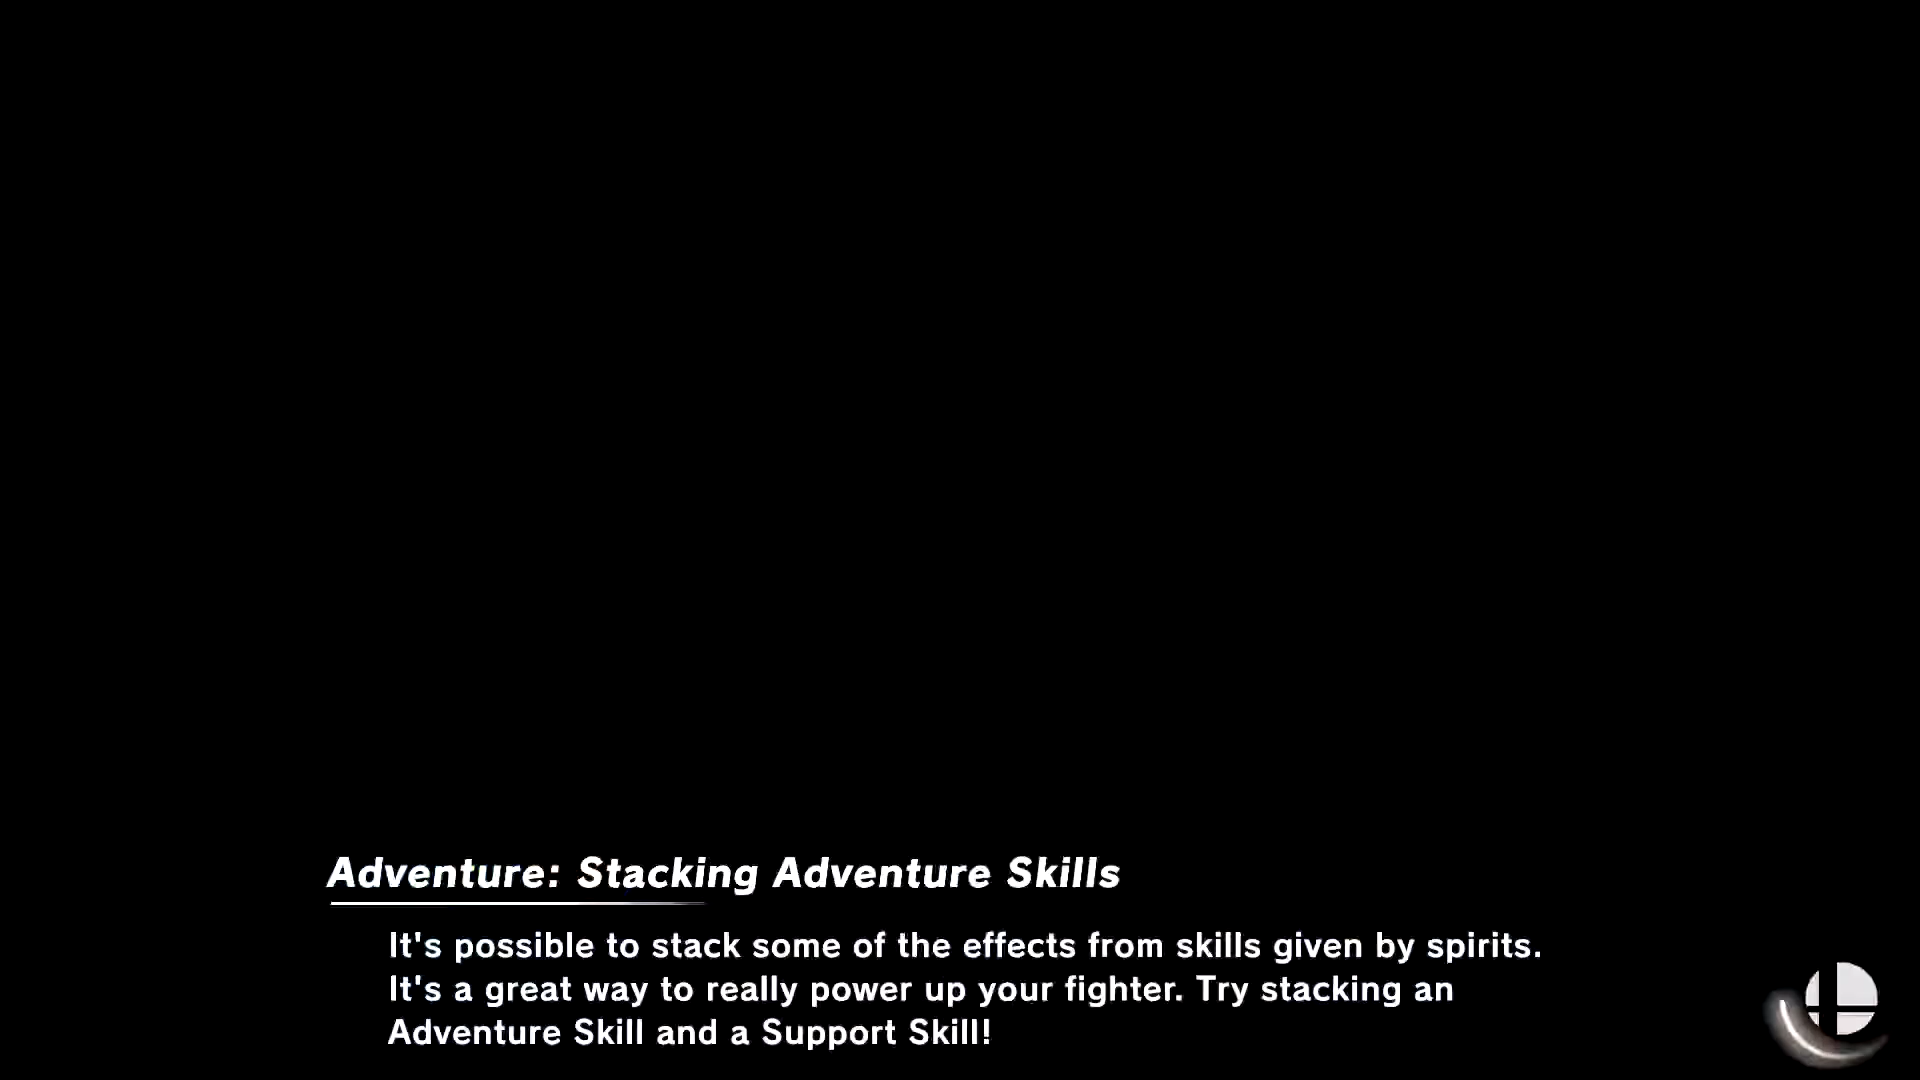 Adventure: Stacking Adventure Skills
It's possible to stack some of the effects from skills given by spirits.
It's a great way to really power up your fighter. Try stacking an
Adventure Skill and a Support Skill!